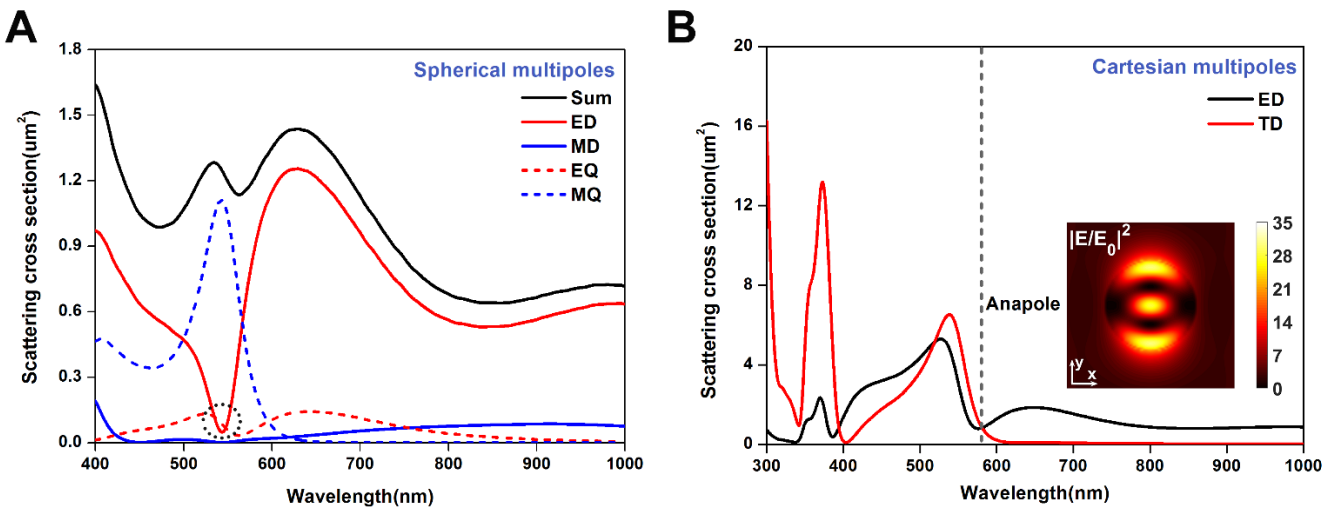 A
Spherical multipoles
Sum
ED
MD
EQ
MQ
Scattering cross section(um²)
1.8
1.5
1.2
0.9
0.6
0.3
0.0
400 500 600 700 800 900 1000
Wavelength(nm)
B
Cartesian multipoles
ED
TD
Scattering cross section(um²)
20
16
12
8
4
0
|E/E₀|²
35
28
21
14
7
0
Anapole
y
x
300 400 500 600 700 800 900 1000
Wavelength(nm)